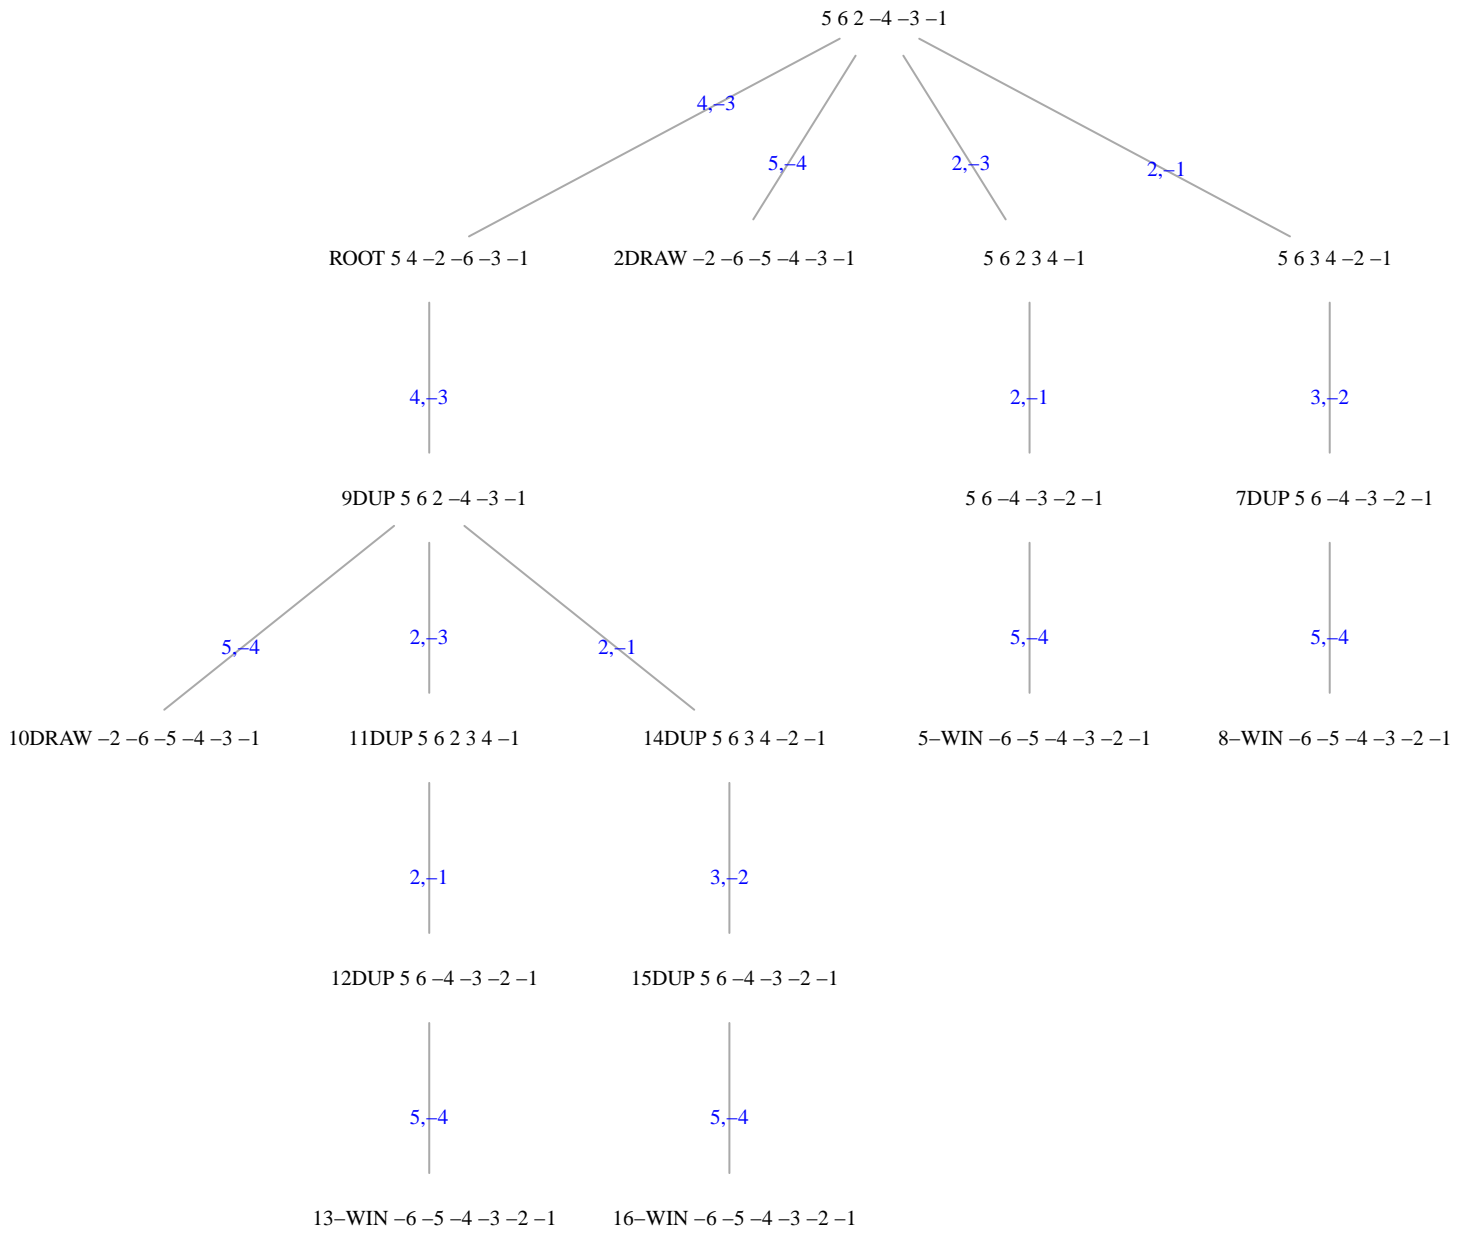 5 6 2 –4 –3 –1
4,–3
5,–4
2,–3
2,–1
ROOT 5 4 –2 –6 –3 –1
2DRAW –2 –6 –5 –4 –3 –1
5 6 2 3 4 –1
5 6 3 4 –2 –1
4,–3
2,–1
3,–2
9DUP 5 6 2 –4 –3 –1
5 6 –4 –3 –2 –1
7DUP 5 6 –4 –3 –2 –1
5,–4
2,–3
2,–1
5,–4
5,–4
10DRAW –2 –6 –5 –4 –3 –1
11DUP 5 6 2 3 4 –1
14DUP 5 6 3 4 –2 –1
5–WIN –6 –5 –4 –3 –2 –1
8–WIN –6 –5 –4 –3 –2 –1
2,–1
3,–2
12DUP 5 6 –4 –3 –2 –1
15DUP 5 6 –4 –3 –2 –1
5,–4
5,–4
13–WIN –6 –5 –4 –3 –2 –1
16–WIN –6 –5 –4 –3 –2 –1